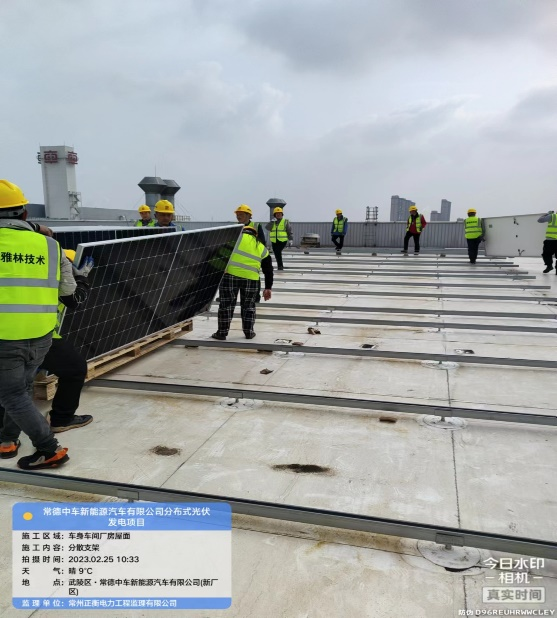 雅林技术
常德中车新能源汽车有限公司分布式光伏
发电项目
施工区域：车身车间厂房屋面
施工内容：分散支架
拍摄时间：2023.02.25 10:33
天 气：晴 9℃
地 点：武陵区·常德中车新能源汽车有限公司(新厂
区)
监理单位：常州正衡电力工程监理有限公司
今日水印
相机
真实时间
防伪 D96REUHRWWCLEY